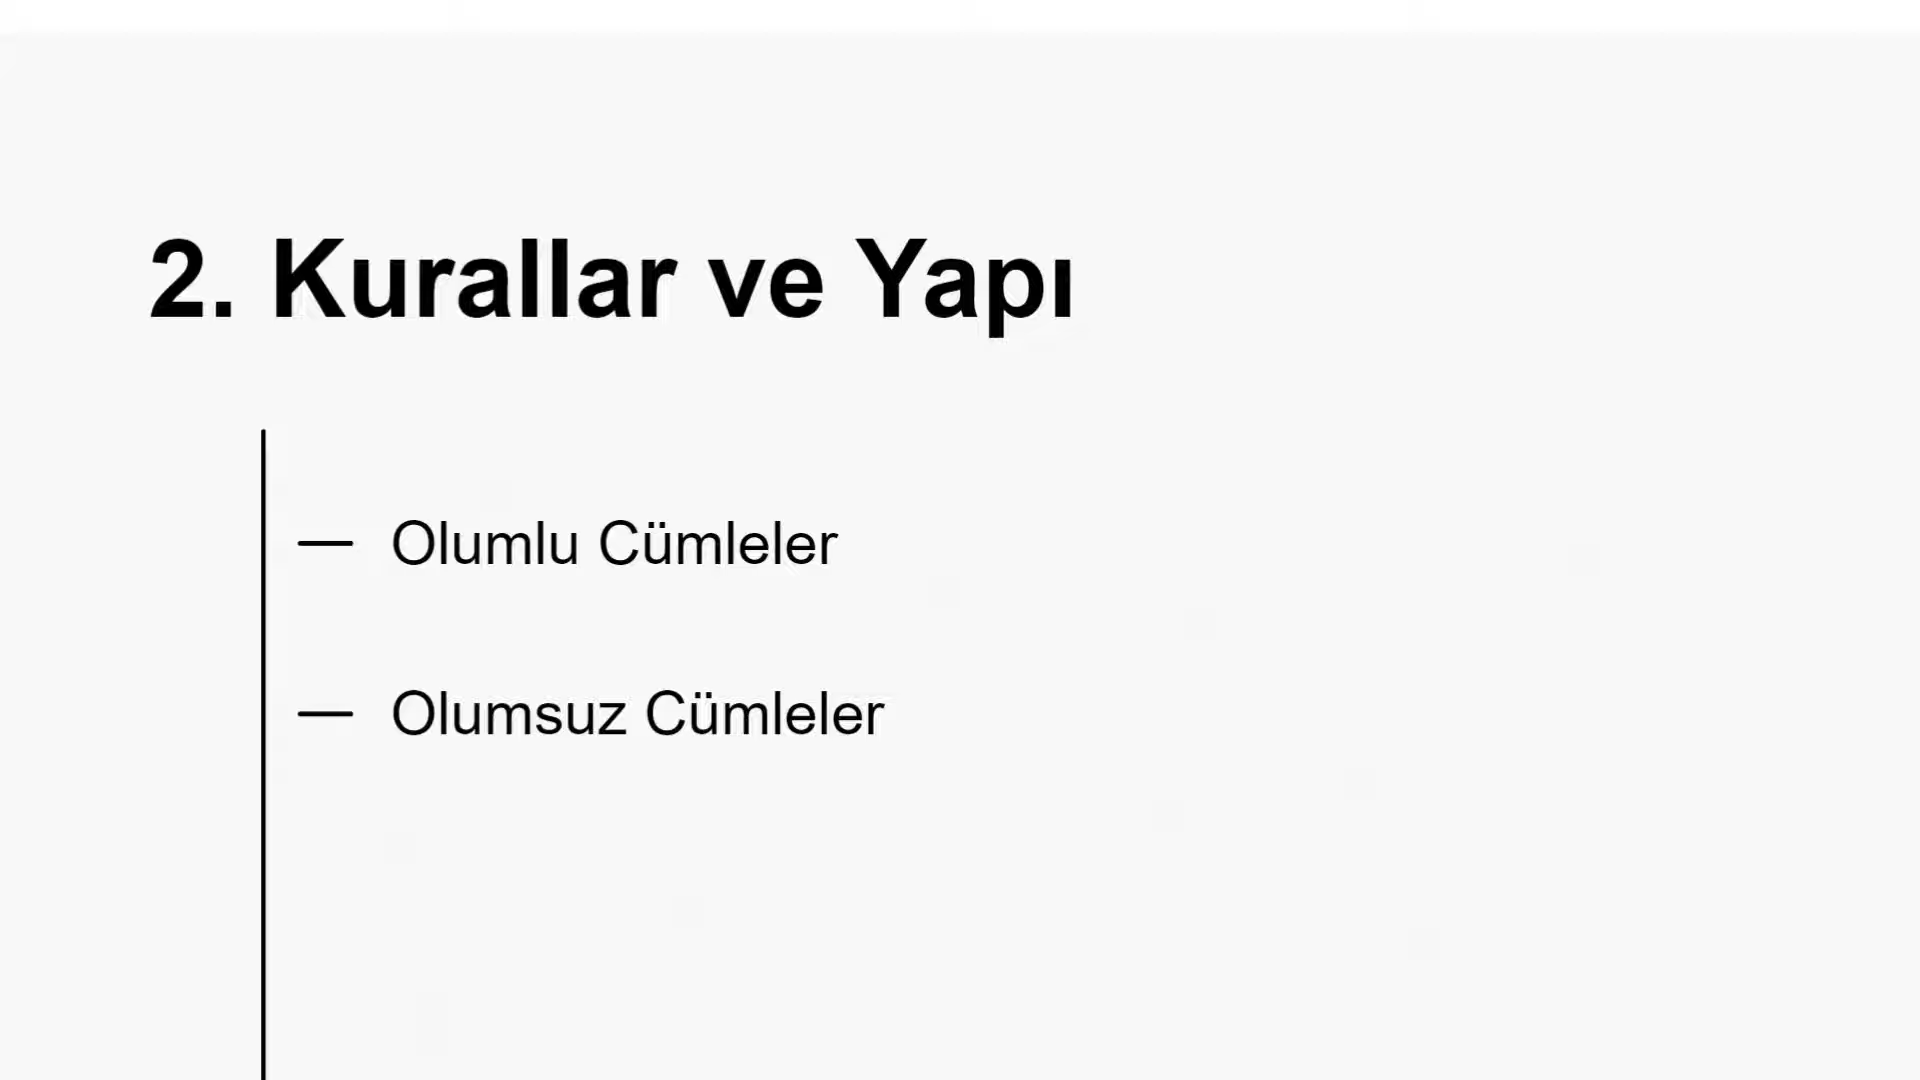 2. Kurallar ve Yapı
— Olumlu Cümleler
— Olumsuz Cümleler